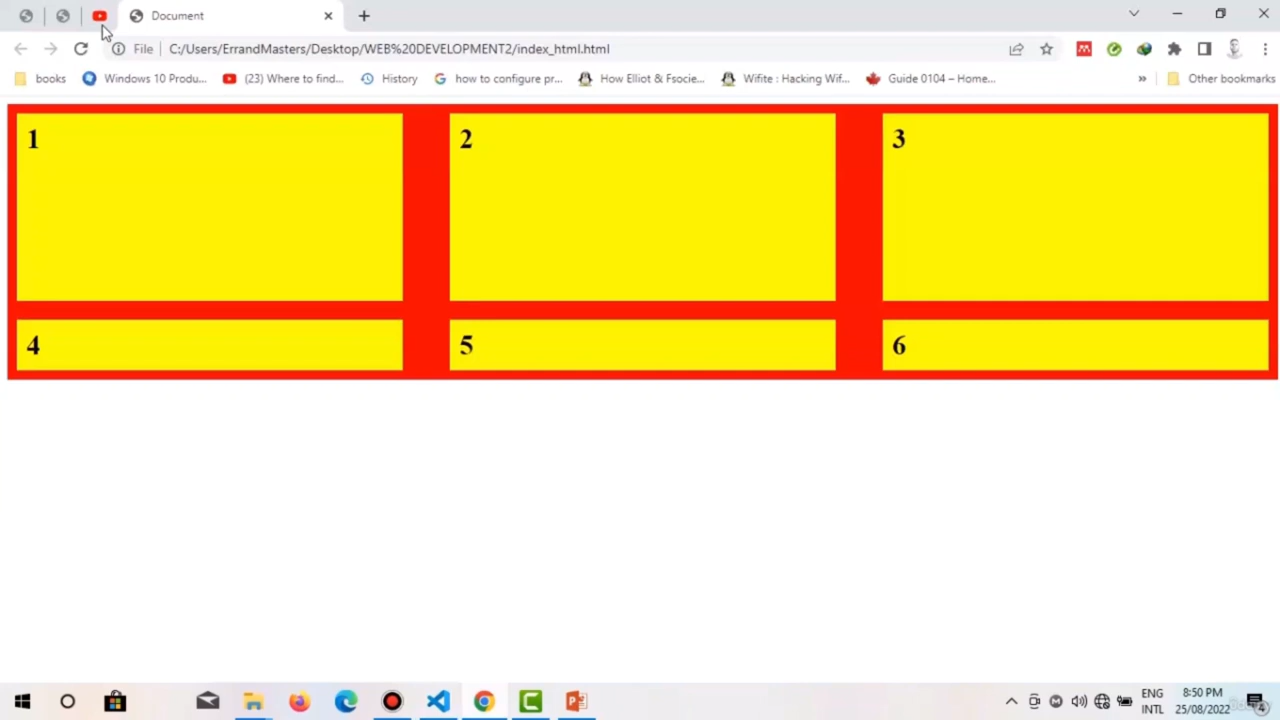 Document
File
C:/Users/ErrandMasters/Desktop/WEB%20DEVELOPMENT2/index_html.html
books
Windows 10 Produ...
(23) Where to find...
History
how to configure pr...
How Elliot & Fsocie...
Wifite : Hacking Wif...
Guide 0104 – Home...
»
Other bookmarks
1
2
3
4
5
6
ENG
INTL
8:50 PM
25/08/2022